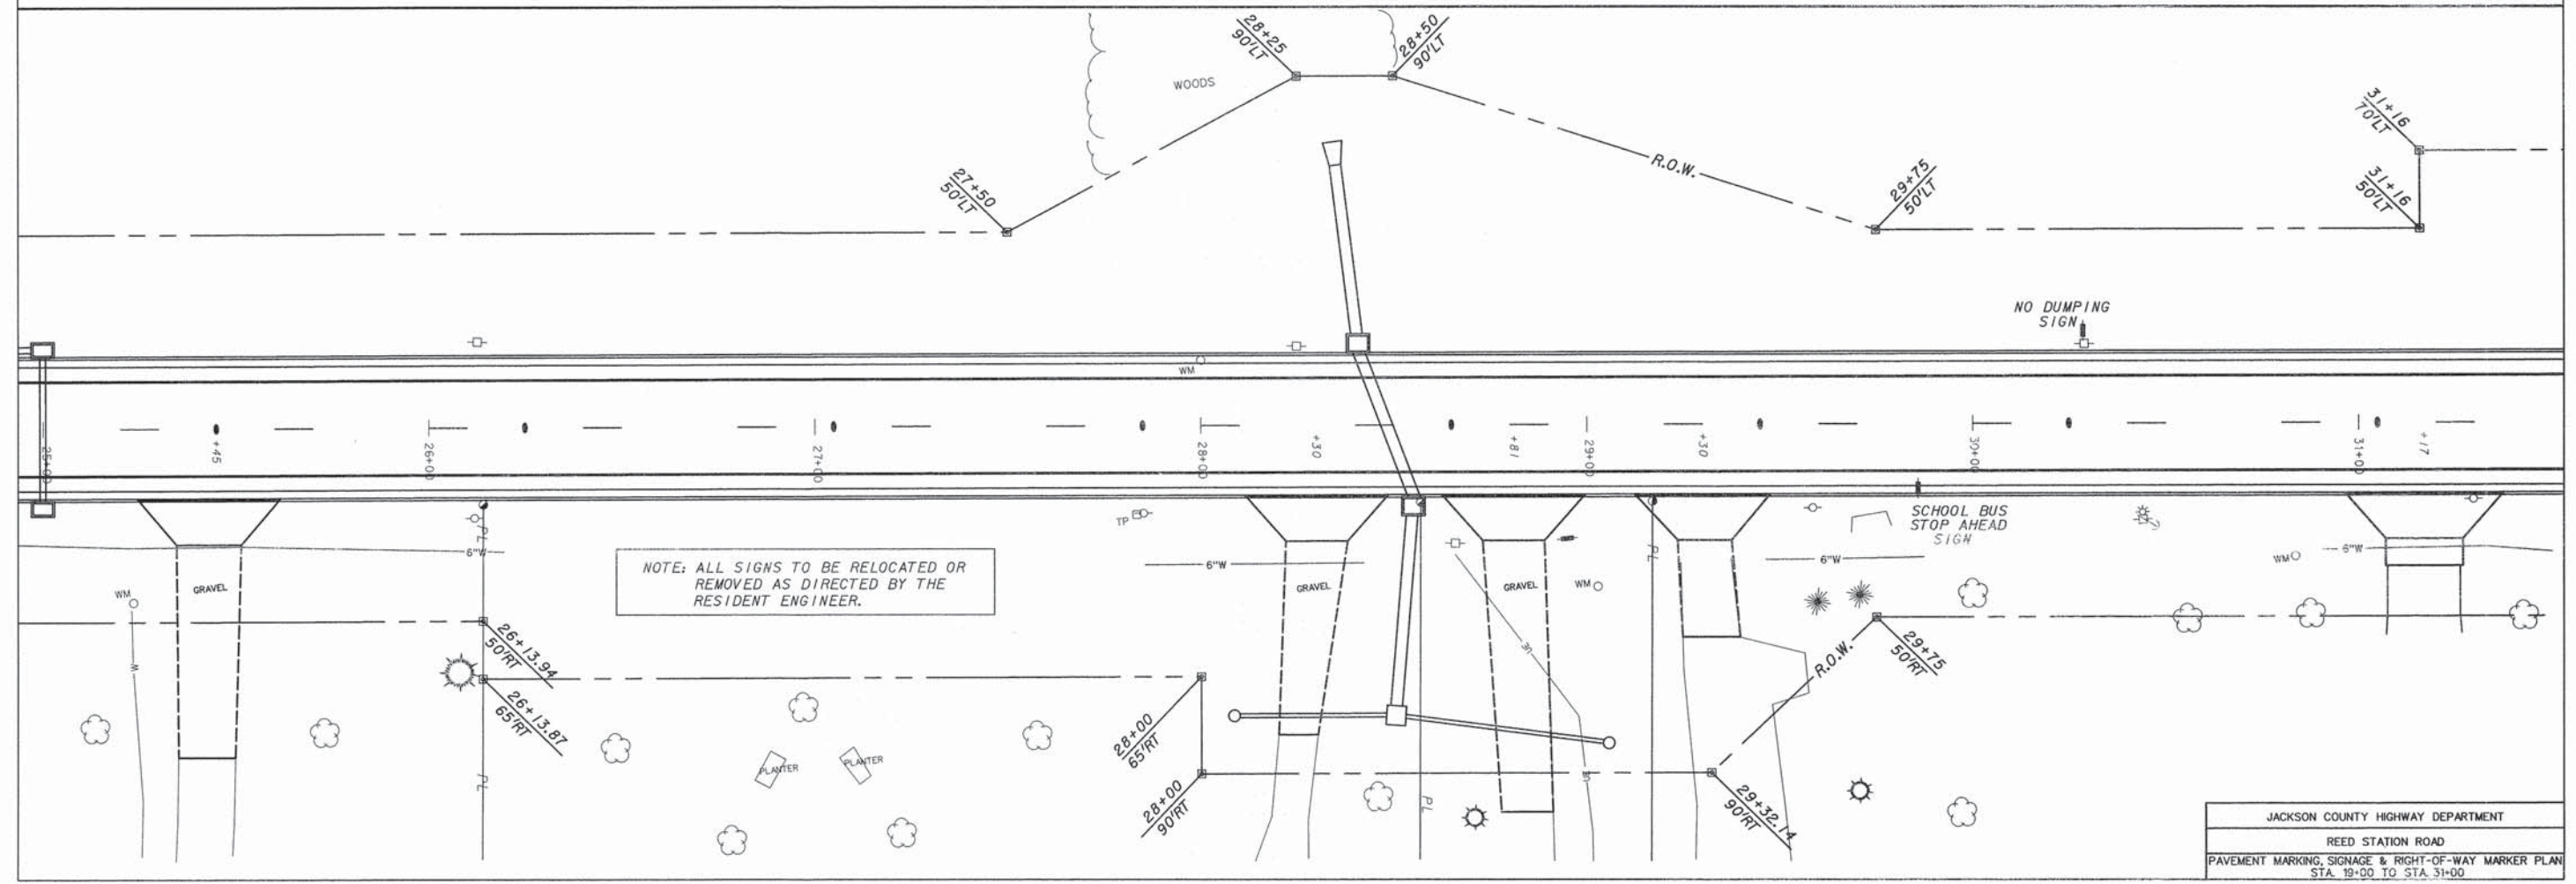 28+25
90'LT
28+50
90'LT
WOODS
31+16
70'LT
R.O.W.
27+50
50'LT
29+75
50'LT
31+16
50'LT
NO DUMPING
SIGN
WM
25+00
+45
26+00
27+00
28+00
+30
+81
29+00
+30
30+00
31+00
+17
TP
SCHOOL BUS
STOP AHEAD
SIGN
PL
6"W
NOTE: ALL SIGNS TO BE RELOCATED OR
REMOVED AS DIRECTED BY THE
RESIDENT ENGINEER.
6"W
PL
6"W
WM
6"W
WM
GRAVEL
GRAVEL
GRAVEL
WM
W
26+13.94
50'RT
26+13.87
65'RT
R.O.W.
29+75
50'RT
28+00
65'RT
PLANTER
PLANTER
PL
28+00
90'RT
PL
29+32.14
90'RT
JACKSON COUNTY HIGHWAY DEPARTMENT
REED STATION ROAD
PAVEMENT MARKING, SIGNAGE & RIGHT-OF-WAY MARKER PLAN
STA. 19+00 TO STA. 31+00